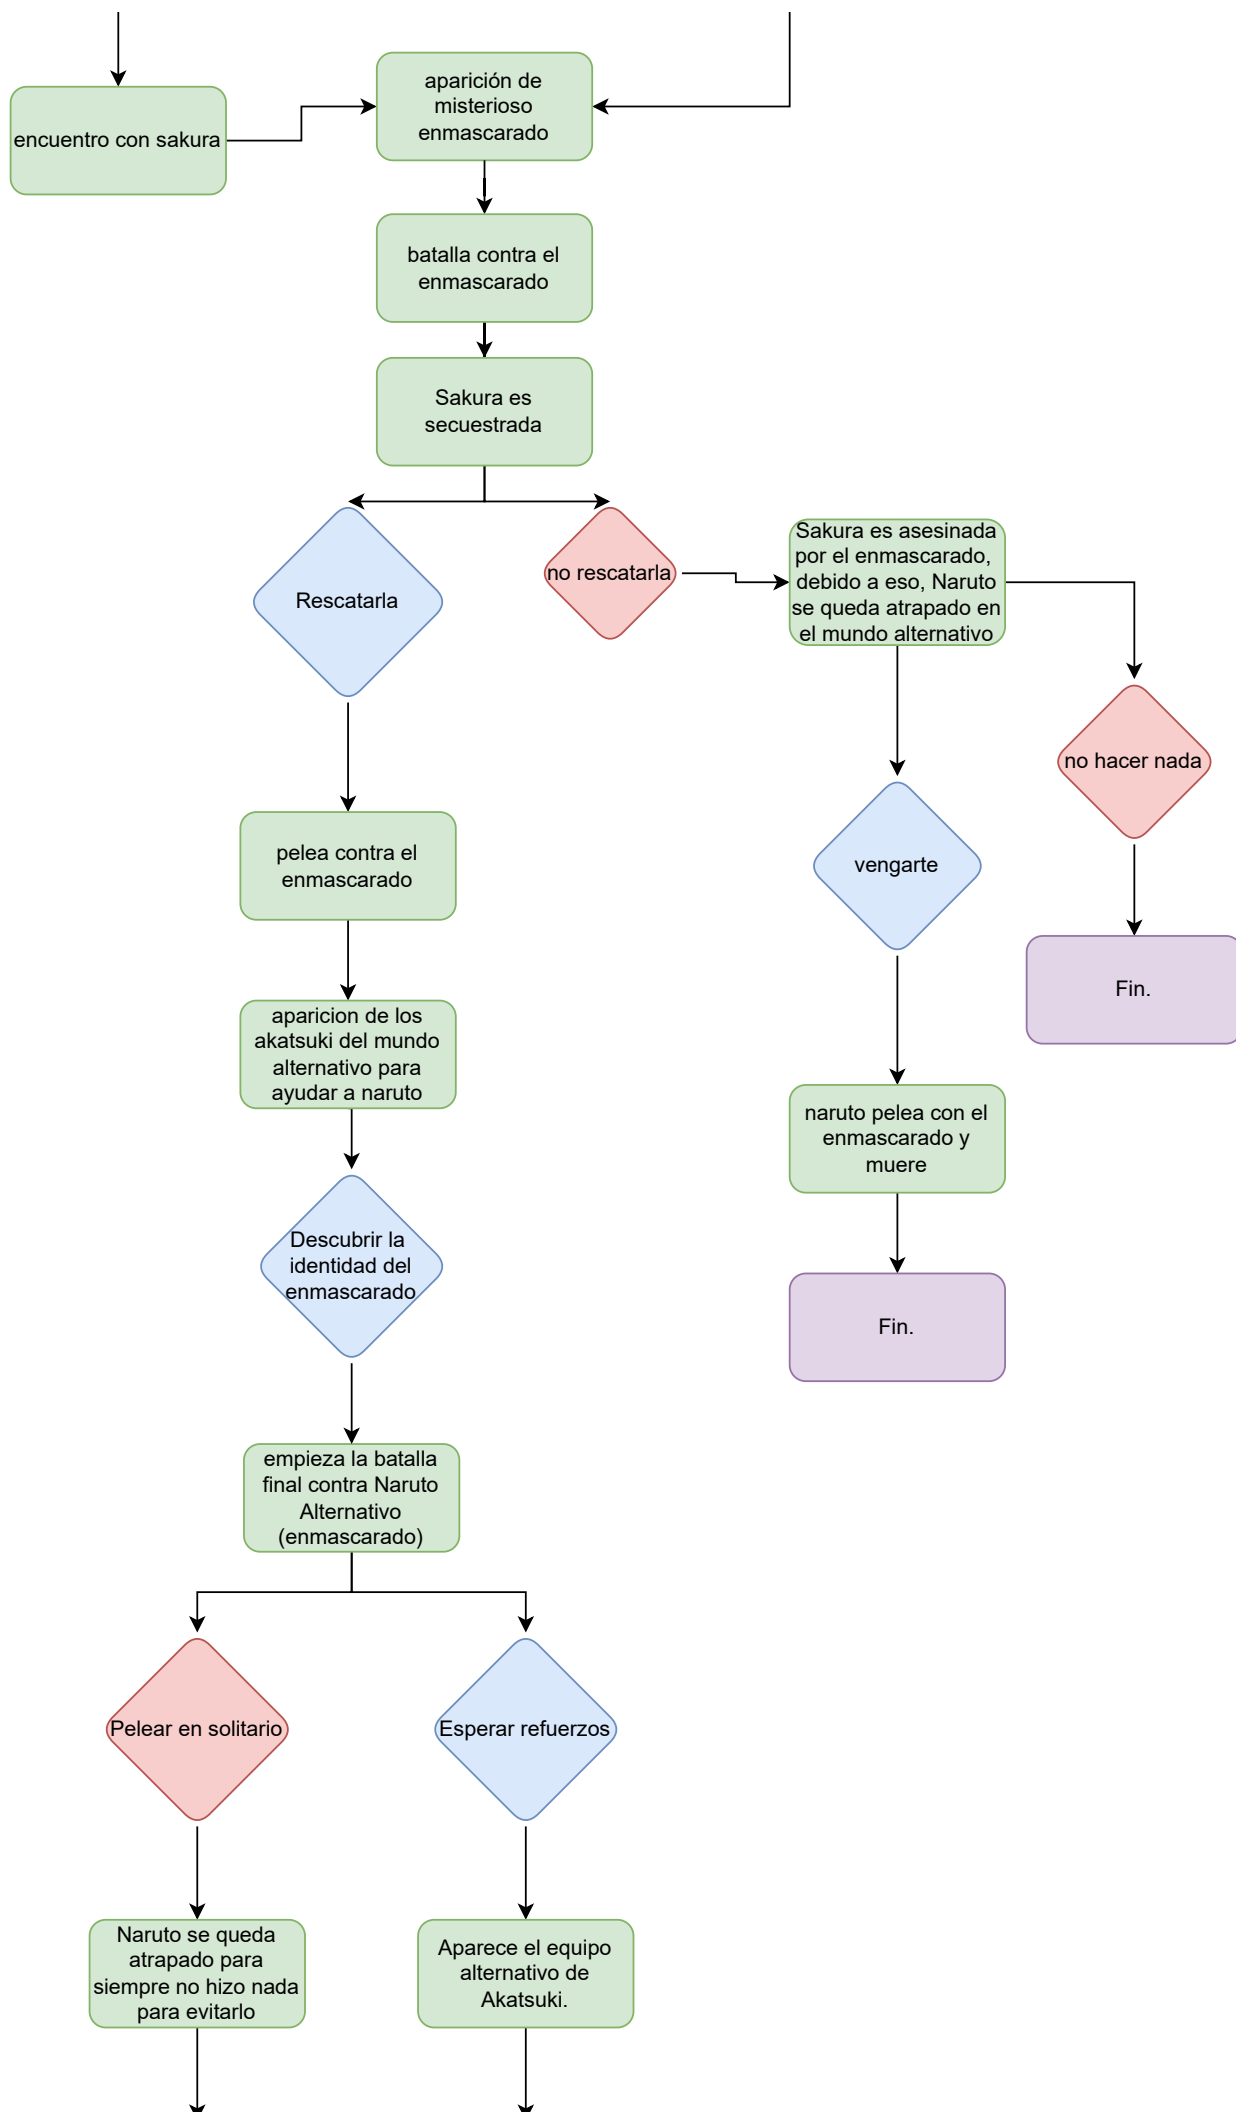 encuentro con sakura
aparición de
misterioso
enmascarado
batalla contra el
enmascarado
Sakura es
secuestrada
Rescatarla
no rescatarla
Sakura es asesinada
por el enmascarado,
debido a eso, Naruto
se queda atrapado en
el mundo alternativo
no hacer nada
vengarte
pelea contra el
enmascarado
Fin.
aparicion de los
akatsuki del mundo
alternativo para
ayudar a naruto
naruto pelea con el
enmascarado y
muere
Descubrir la
identidad del
enmascarado
Fin.
empieza la batalla
final contra Naruto
Alternativo
(enmascarado)
Pelear en solitario
Esperar refuerzos
Naruto se queda
atrapado para
siempre no hizo nada
para evitarlo
Aparece el equipo
alternativo de
Akatsuki.